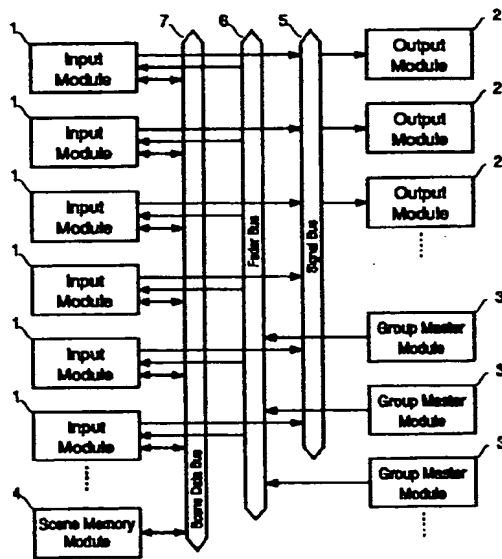 7
6
5
1
Input
Module
2
Output
Module
1
Input
Module
2
Output
Module
1
Input
Module
2
Output
Module
1
Input
Module
3
Group Master
Module
1
Input
Module
3
Group Master
Module
1
Input
Module
3
Group Master
Module
4
Scene Memory
Module
Scene Data Bus
Fader Bus
Signal Bus